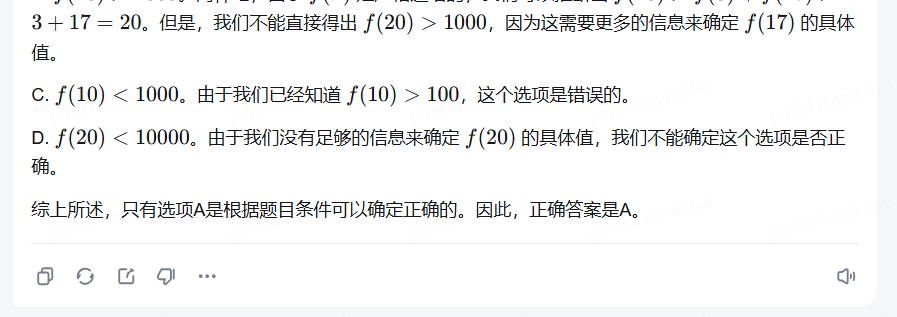 3 + 17 = 20。但是，我们不能直接得出 f(20) > 1000，因为这需要更多的信息来确定 f(17) 的具体
值。
C. f(10) < 1000。由于我们已经知道 f(10) > 100，这个选项是错误的。
D. f(20) < 10000。由于我们没有足够的信息来确定 f(20) 的具体值，我们不能确定这个选项是否正
确。
综上所述，只有选项A是根据题目条件可以确定正确的。因此，正确答案是A。